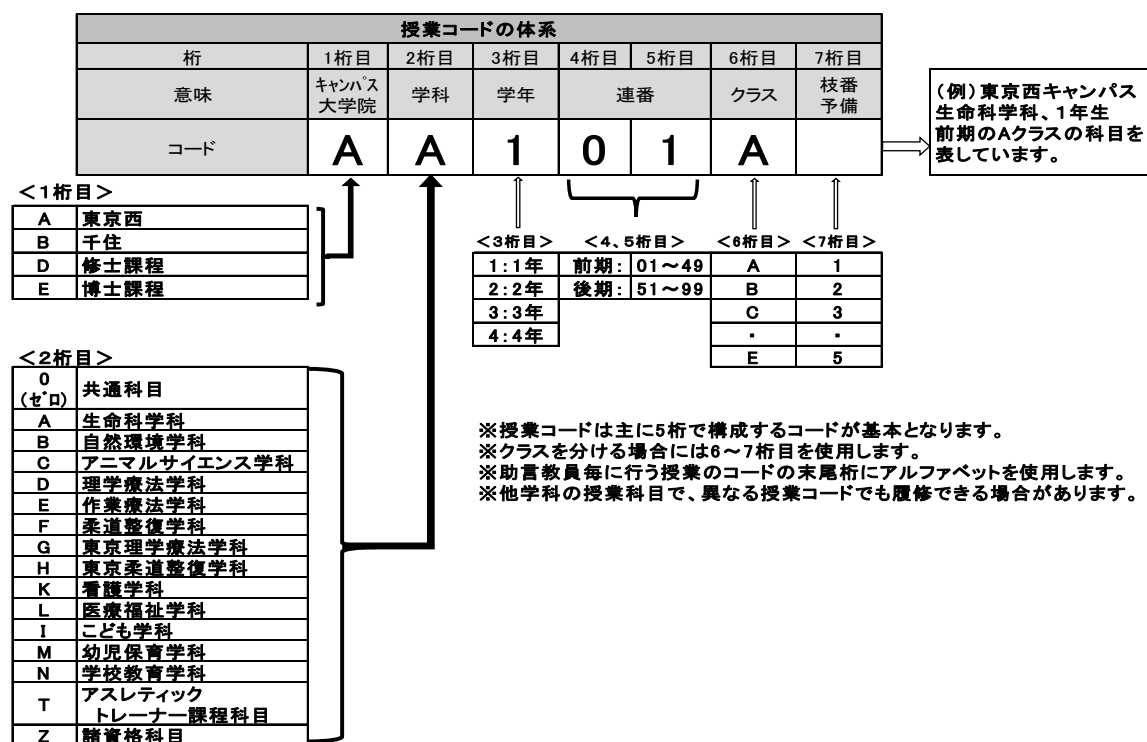 授業コードの体系
桁 1桁目 2桁目 3桁目 4桁目 5桁目 6桁目 7桁目
意味 キャンパス大学院 学科 学年 連番 クラス 枝番予備
コード A A 1 0 1 A
(例)東京西キャンパス
生命科学科、1年生
前期のAクラスの科目を
表しています。
<1桁目>
A 東京西
B 千住
D 修士課程
E 博士課程
<3桁目> <4、5桁目> <6桁目> <7桁目>
1:1年 前期: 01~49 A 1
2:2年 後期: 51~99 B 2
3:3年 C 3
4:4年 ・ ・
E 5
<2桁目>
0(ゼロ) 共通科目
A 生命科学科
B 自然環境学科
C アニマルサイエンス学科
D 理学療法学科
E 作業療法学科
F 柔道整復学科
G 東京理学療法学科
H 東京柔道整復学科
K 看護学科
L 医療福祉学科
I こども学科
M 幼児保育学科
N 学校教育学科
T アスレティック
トレーナー課程科目
Z 諸資格科目
※授業コードは主に5桁で構成するコードが基本となります。
※クラスを分ける場合には6~7桁目を使用します。
※助言教員毎に行う授業のコードの末尾桁にアルファベットを使用します。
※他学科の授業科目で、異なる授業コードでも履修できる場合があります。